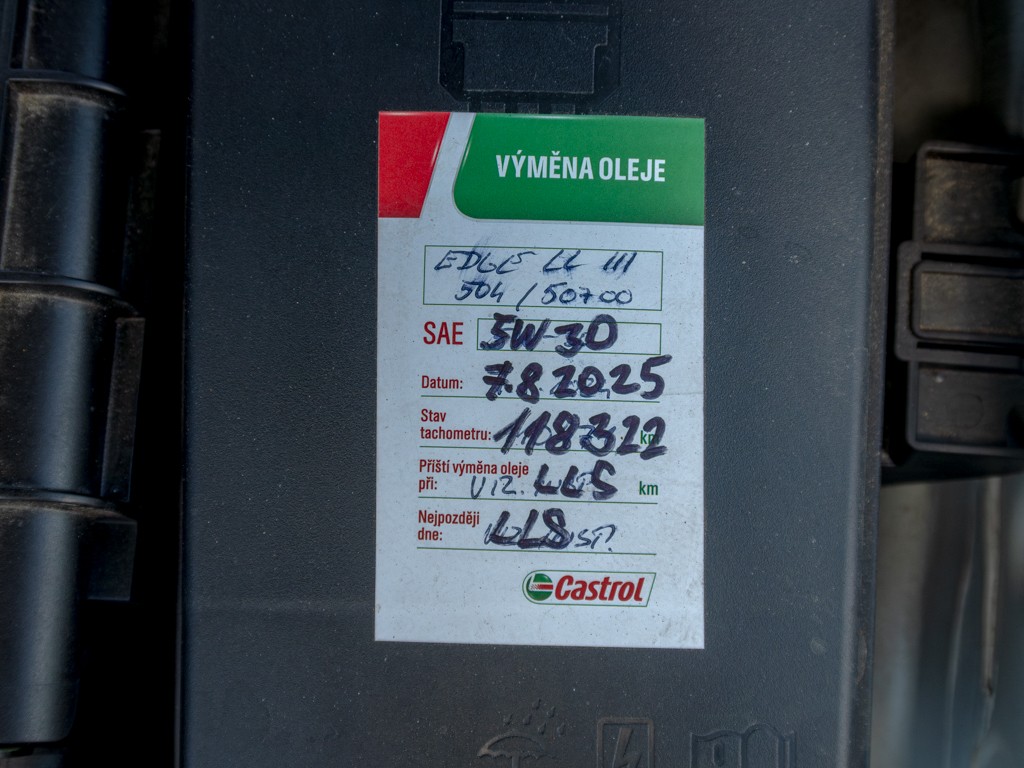 VÝMĚNA OLEJE
EDGE LL III
504 / 50700
SAE 5W-30
Datum: 7.8.2025
Stav
tachometru: 118322 km
Příští výměna oleje
při: VIZ. LLS km
Nejpozději
dne: LLS
Castrol